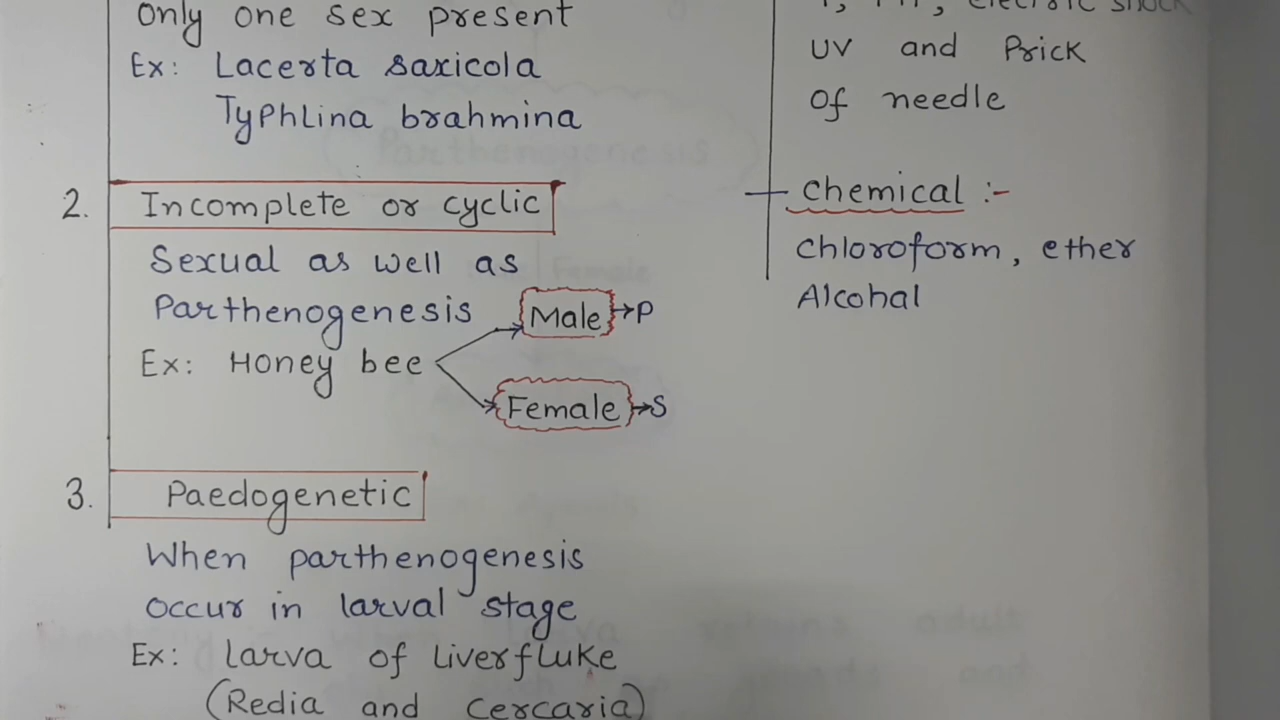 Only one sex present
Ex: Lacerta saxicola
Typhlina brahmina
2. Incomplete or cyclic
Sexual as well as
Parthenogenesis
Ex: Honey bee
Male → P
Female → S
3. Paedogenetic
When parthenogenesis
occur in larval stage
Ex: larva of liverfluke
(Redia and Cercaria)
electric shock
UV and Prick
Of needle
Chemical :-
Chloroform, ether
Alcohal